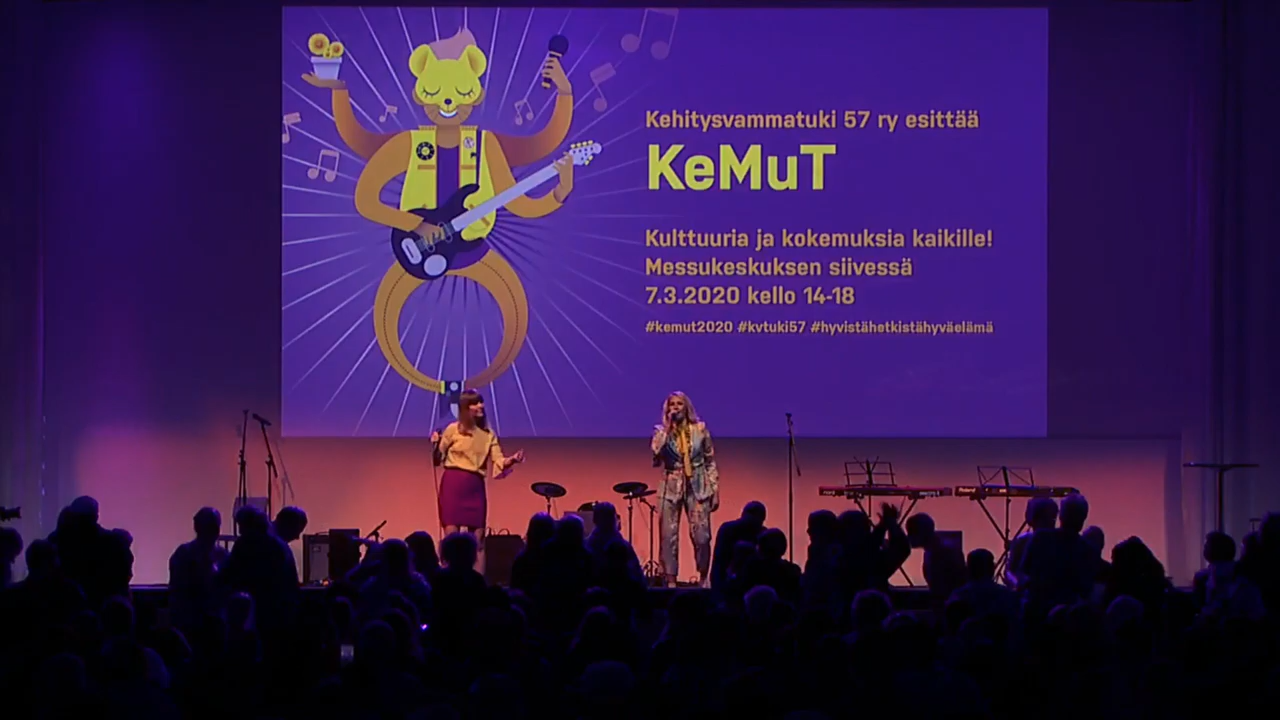 Kehitysvammatuki 57 ry esittää
KeMuT
Kulttuuria ja kokemuksia kaikille!
Messukeskuksen siivessä
7.3.2020 kello 14-18
#kemut2020 #kvtuki57 #hyvistähetkistähyväelämä